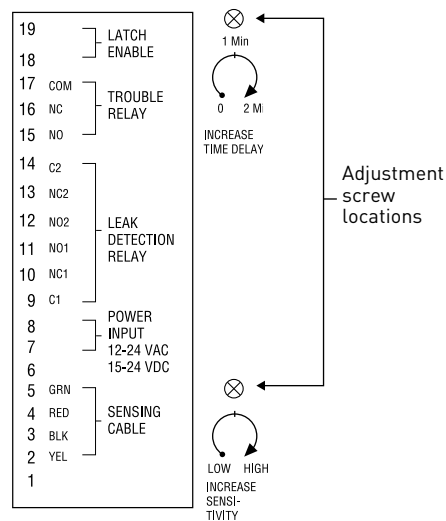 19
LATCH
ENABLE
18
17 COM
16 NC
15 NO
TROUBLE
RELAY
14 C2
13 NC2
12 NO2
11 NO1
10 NC1
9 C1
LEAK
DETECTION
RELAY
8
7
POWER
INPUT
12-24 VAC
15-24 VDC
6
5 GRN
4 RED
3 BLK
2 YEL
SENSING
CABLE
1
1 Min
0 2 Mi
INCREASE
TIME DELAY
Adjustment
screw
locations
LOW HIGH
INCREASE
SENSI-
TIVITY